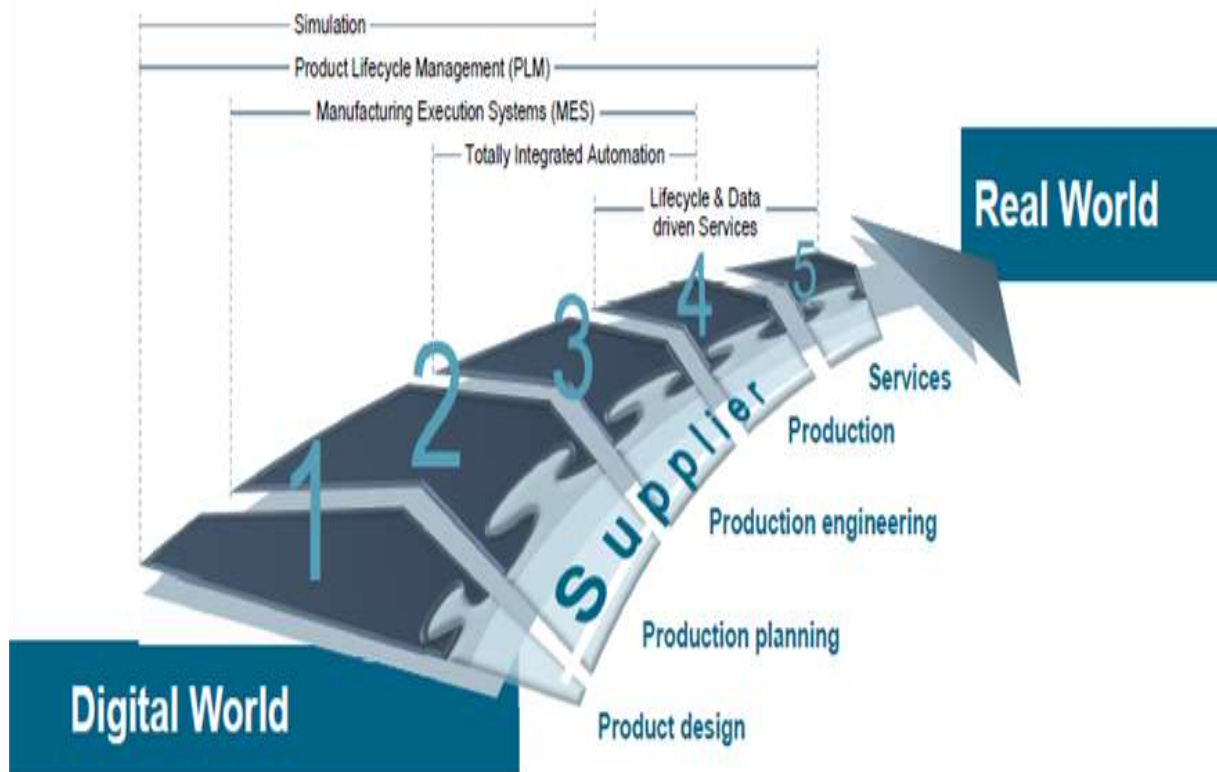 Simulation
Product Lifecycle Management (PLM)
Manufacturing Execution Systems (MES)
Totally Integrated Automation
Lifecycle & Data
driven Services
Real World
1
2
3
4
5
Supplier
Services
Production
Production engineering
Production planning
Product design
Digital World